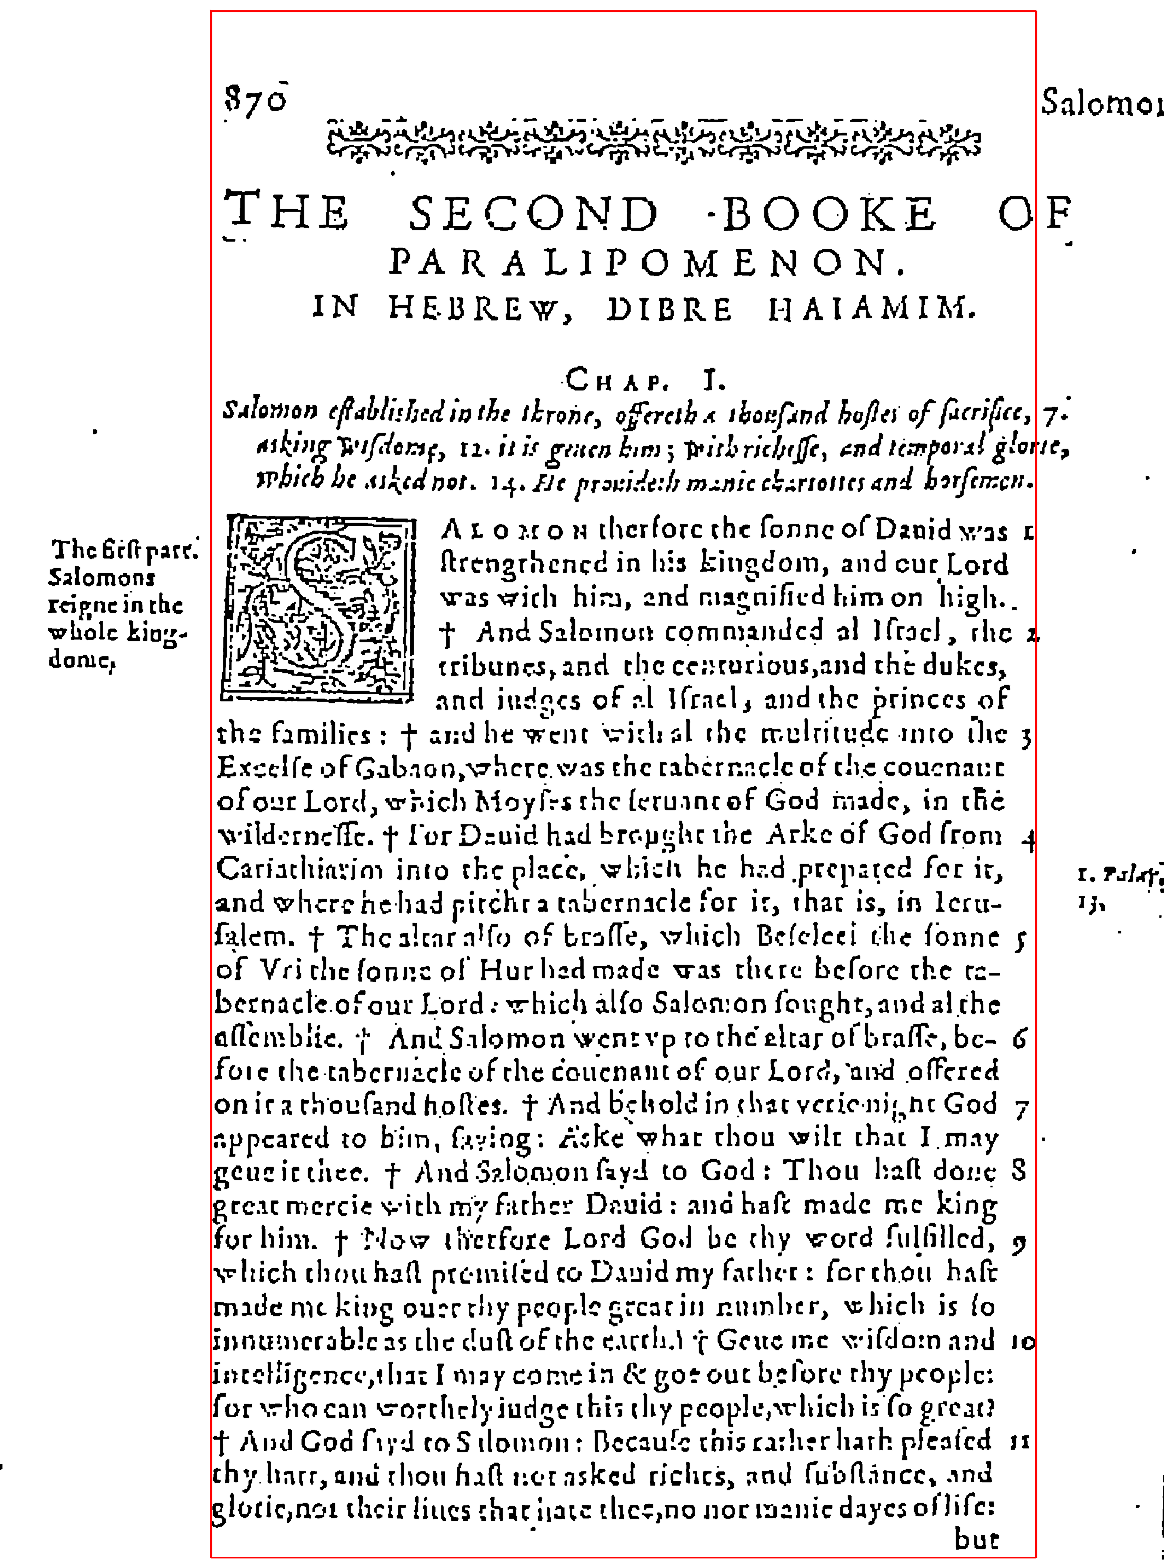 870
Salomon
THE SECOND BOOKE OF
PARALIPOMENON.
IN HEBREW, DIBRE HAIAMIM.
CHAP. I.
Salomon eſtabliſhed in the throne, offereth a thouſand hoſtes of ſacrifice, 7.
asking wiſdome, 12. it is geuen him; with richeſſe, and temporal glorie,
which he asked not. 14. He prouideth manie chariottes and horſemen.
The firſt part.
Salomons
reigne in the
whole king-
dome,
SALOMON therfore the ſonne of Dauid was 1
ſtrengthened in his kingdom, and our Lord
was with him, and magnified him on high.
† And Salomon commanded al Iſrael, the 2
tribunes, and the centurious, and the dukes,
and iudges of al Iſrael, and the princes of
the families : † and he went with al the multitude into the 3
Excelſe of Gabaon, where was the tabernacle of the couenant
of our Lord, which Moyſes the ſeruant of God made, in the
wilderneſſe. † For Dauid had brought the Arke of God from 4
Cariathiarim into the place, which he had prepared for it,
and where he had pitcht a tabernacle for it, that is, in Ieru-
ſalem. † The altar alſo of braſſe, which Beſeleel the ſonne 5
of Vri the ſonne of Hur had made was there before the ta-
bernacle of our Lord : which alſo Salomon ſought, and al the
aſſemblie. † And Salomon went vp to the altar of braſſe, be- 6
fore the tabernacle of the couenant of our Lord, and offered
on it a thouſand hoſtes. † And behold in that verie night God 7
appeared to him, ſaying : Aske what thou wilt that I may
geue it thee. † And Salomon ſayd to God : Thou haſt done 8
great mercie with my father Dauid : and haſt made me king
for him. † Now therfore Lord God be thy word fulfilled, 9
which thou haſt promiſed to Dauid my father : for thou haſt
made me king ouer thy people great in number, which is ſo
innumerable as the duſt of the earth. † Geue me wiſdom and 10
intelligence, that I may come in & goe out before thy people:
for who can worthely iudge this thy people, which is ſo great?
† And God ſayd to Salomon : Becauſe this rather hath pleaſed 11
thy hart, and thou haſt not asked riches, and ſubſtance, and
glorie, nor their liues that hate thee, no nor manie dayes of life:
but
1. Paralip.
13.